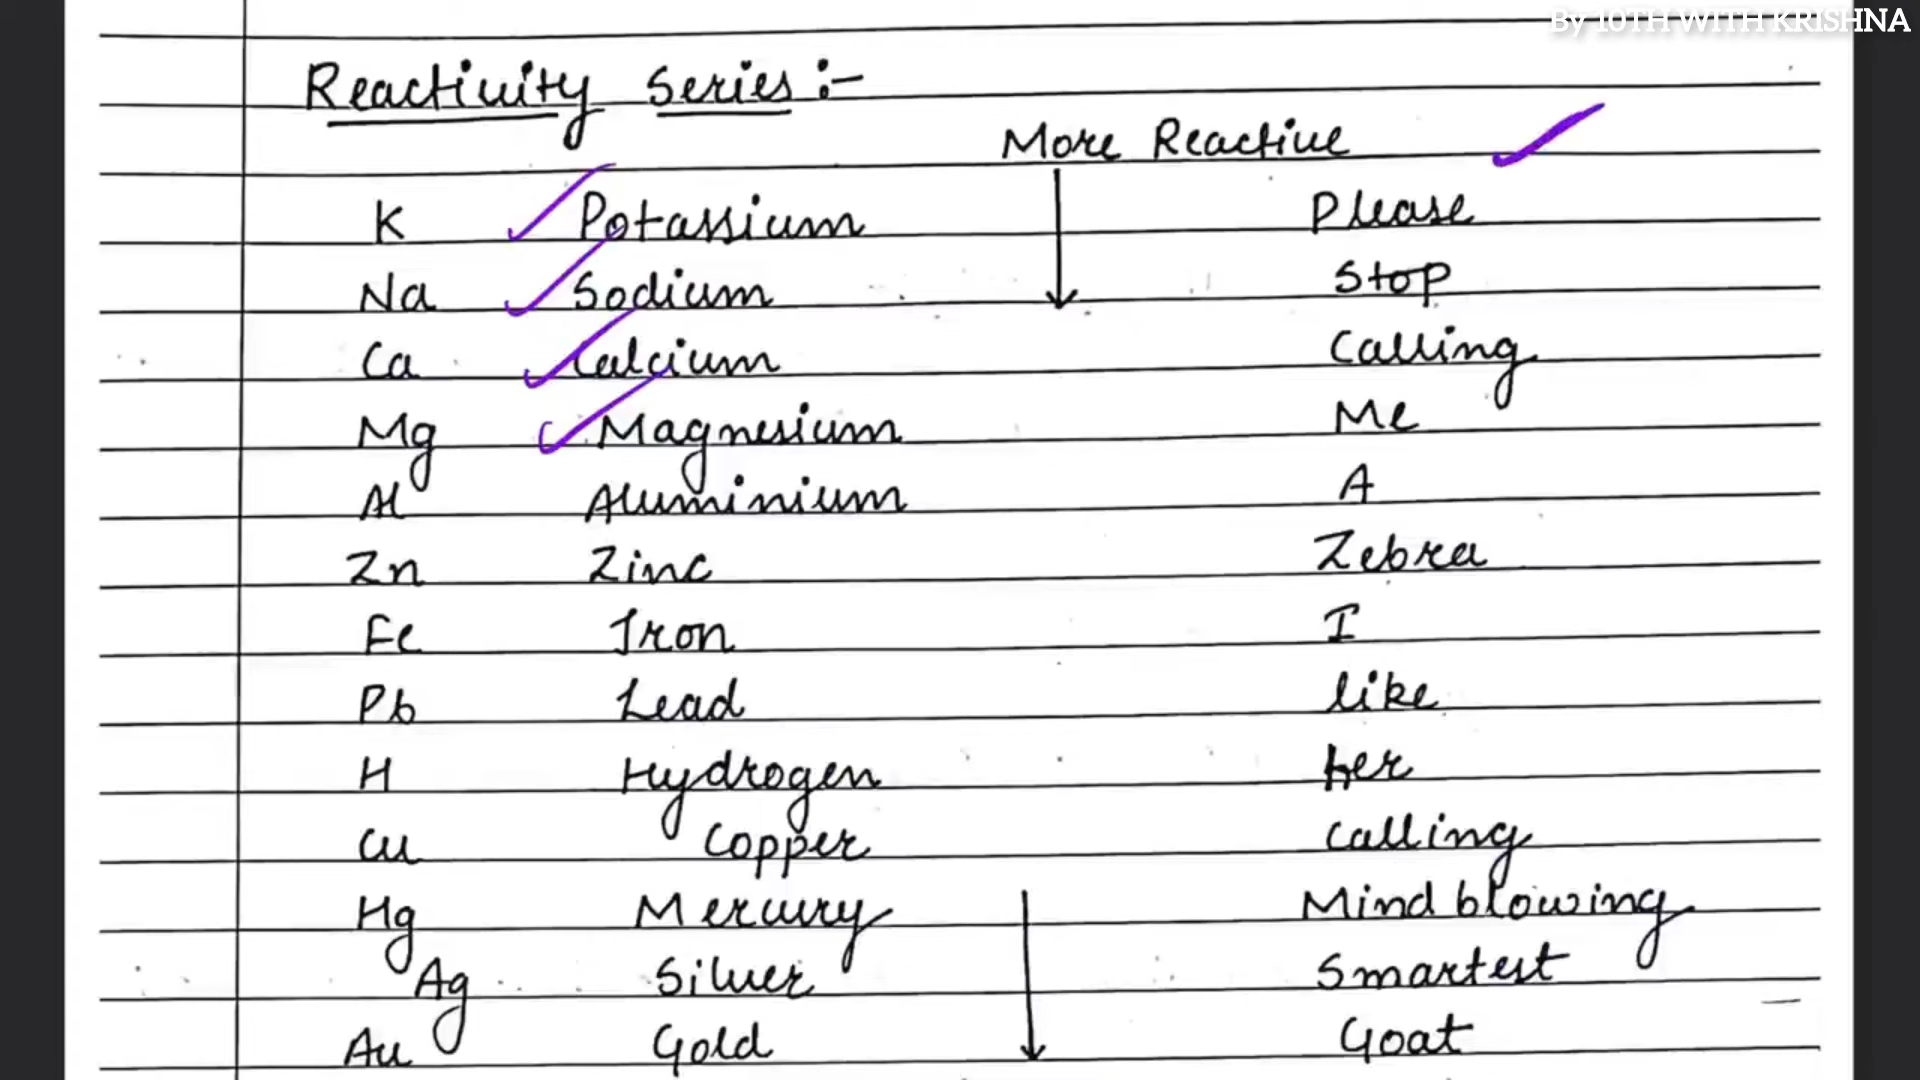 By 10TH WITH KRISHNA
Reactivity Series :-
More Reactive
K Potassium Please
Na Sodium Stop
Ca Calcium Calling
Mg Magnesium Me
Al Aluminium A
Zn Zinc Zebra
Fe Iron I
Pb Lead like
H Hydrogen her
Cu Copper calling
Hg Mercury Mind blowing
Ag Silver Smartest
Au Gold Goat